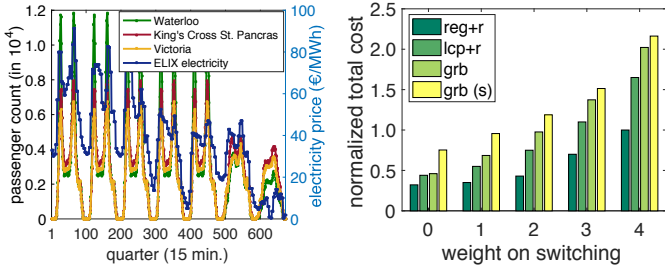 passenger count (in 10⁴)
1.2
1
0.8
0.6
0.4
0.2
0
Waterloo
King's Cross St. Pancras
Victoria
ELIX electricity
100
80
60
40
20
0
electricity price (€/MWh)
1 100 200 300 400 500 600
quarter (15 min.)
normalized total cost
2.5
2.0
1.5
1.0
0.5
0
reg+r
lcp+r
grb
grb (s)
0 1 2 3 4
weight on switching